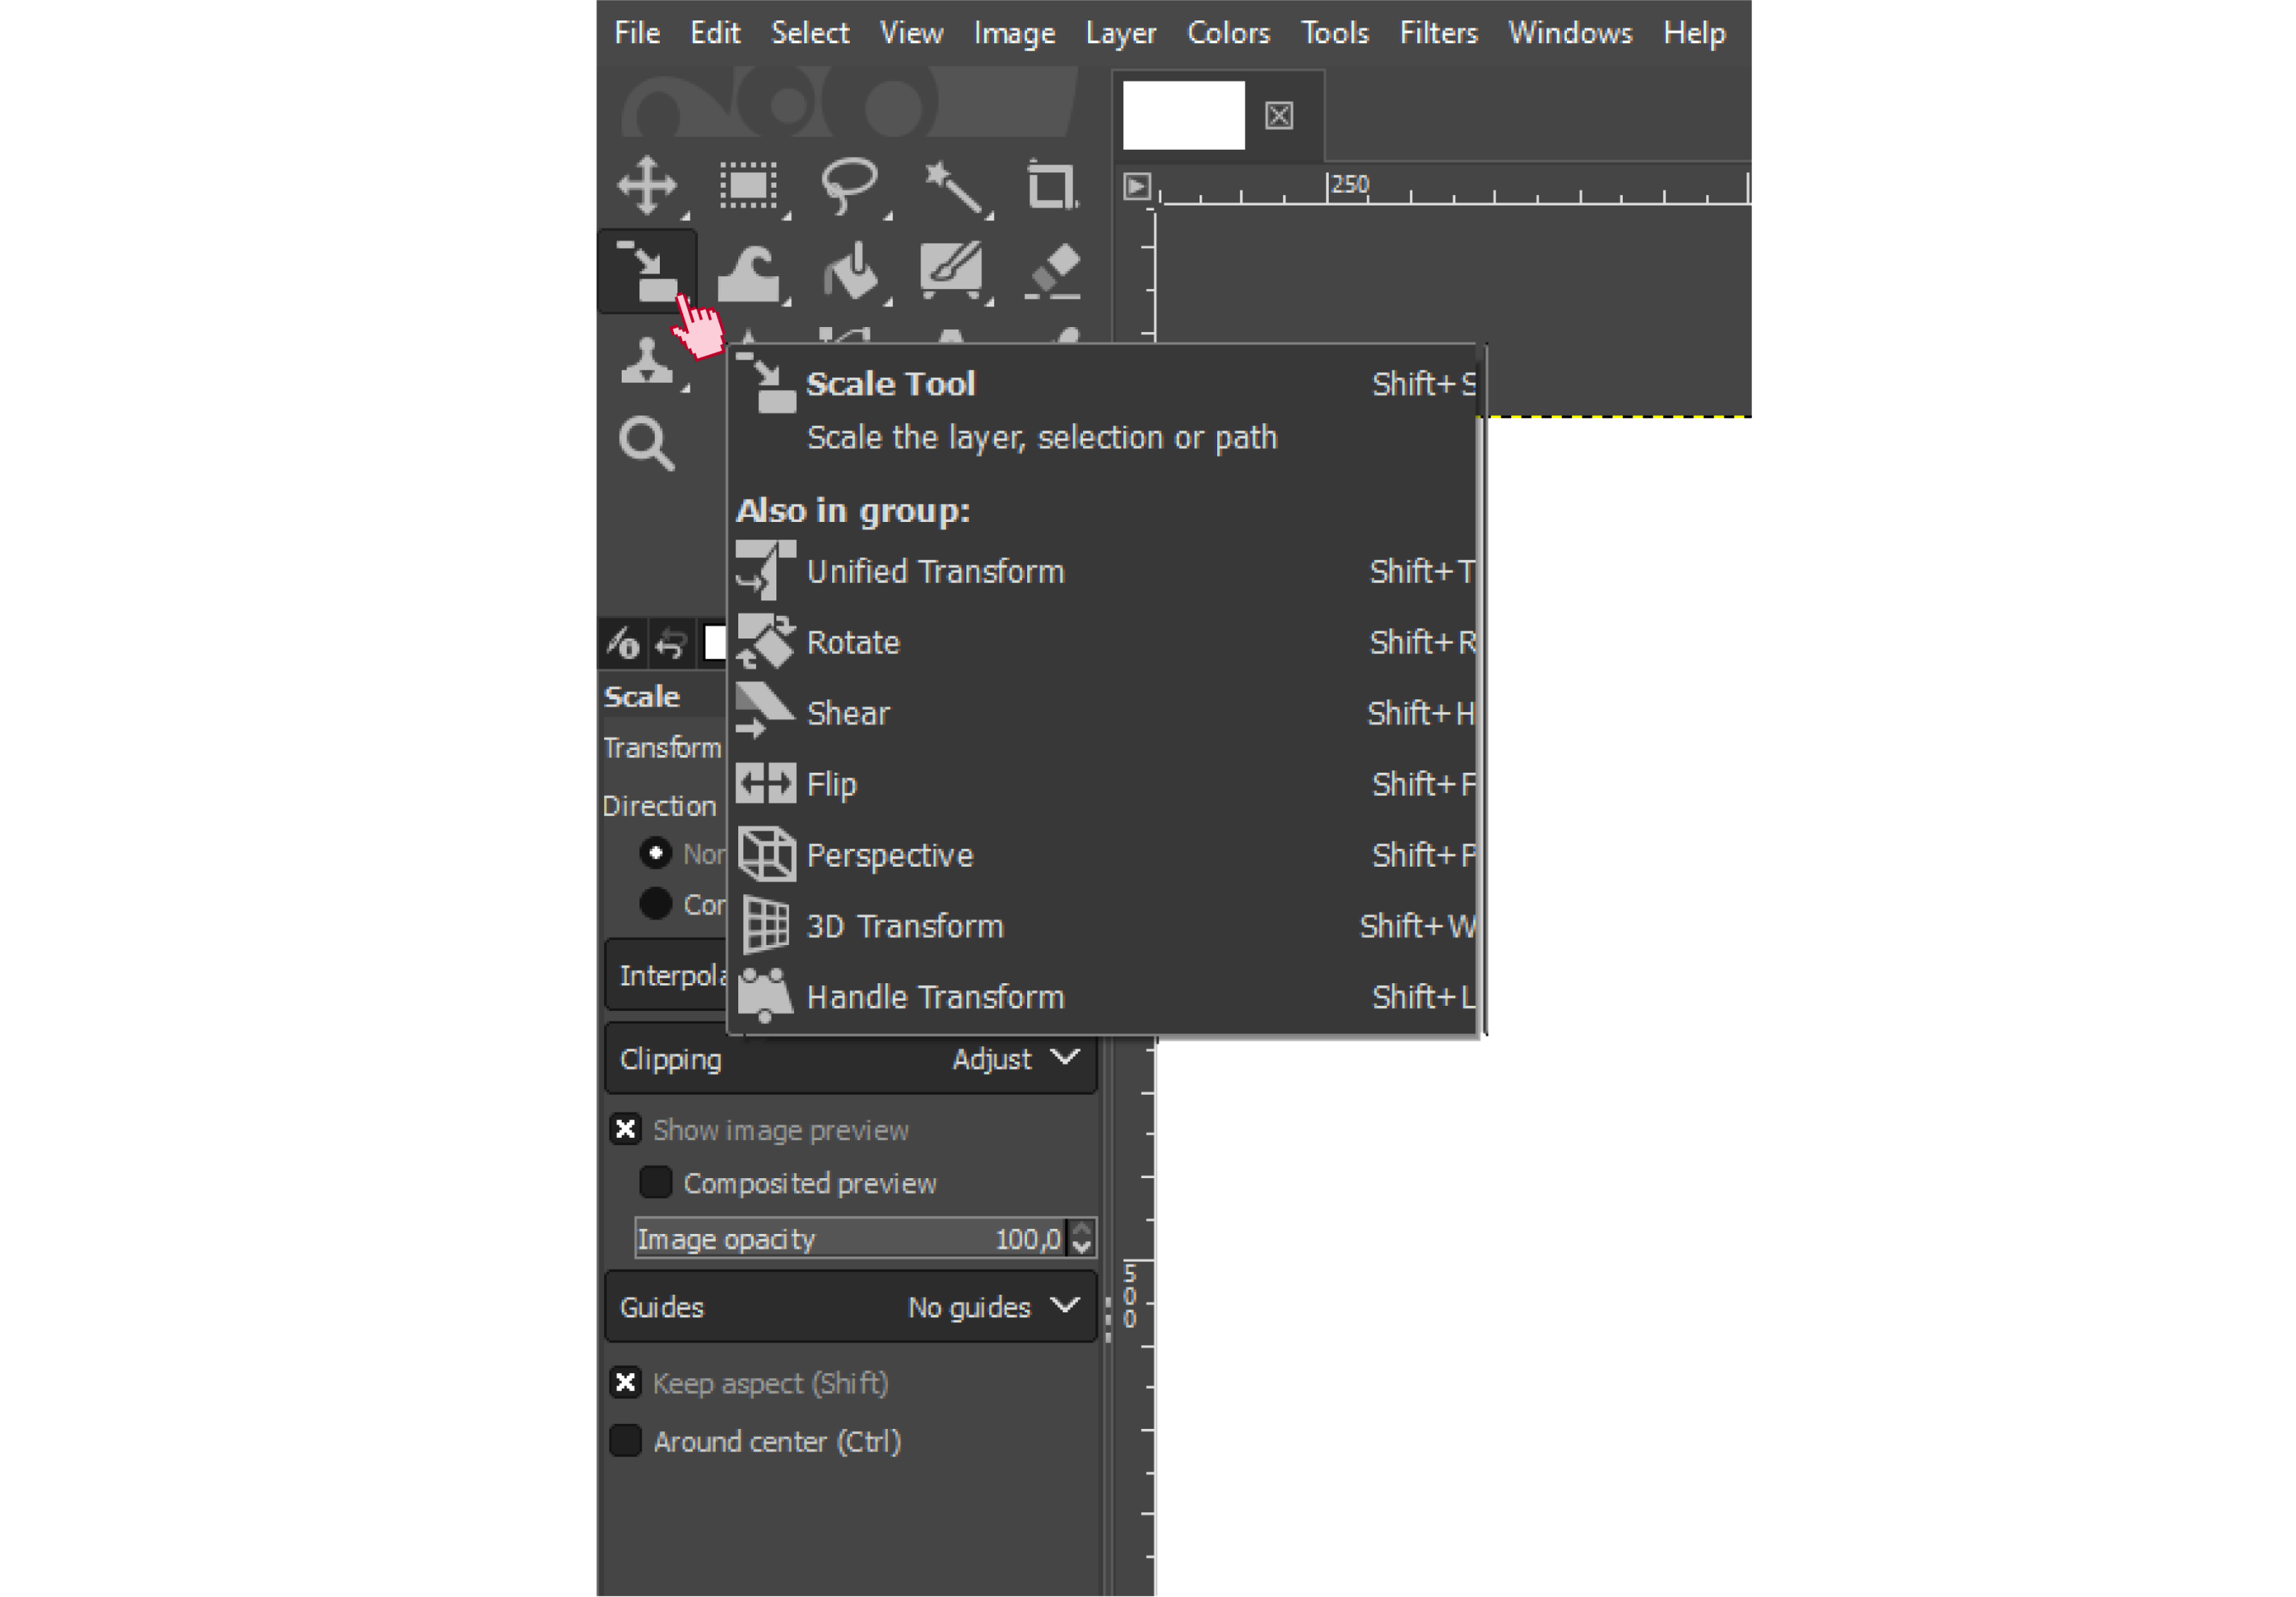 File Edit Select View Image Layer Colors Tools Filters Windows Help
250
Scale Tool Shift+S
Scale the layer, selection or path
Also in group:
Unified Transform Shift+T
Rotate Shift+R
Shear Shift+H
Flip Shift+F
Perspective Shift+P
3D Transform Shift+W
Handle Transform Shift+L
Scale
Transform
Direction
Clipping Adjust
Show image preview
Composited preview
Image opacity 100,0
500
Guides No guides
Keep aspect (Shift)
Around center (Ctrl)